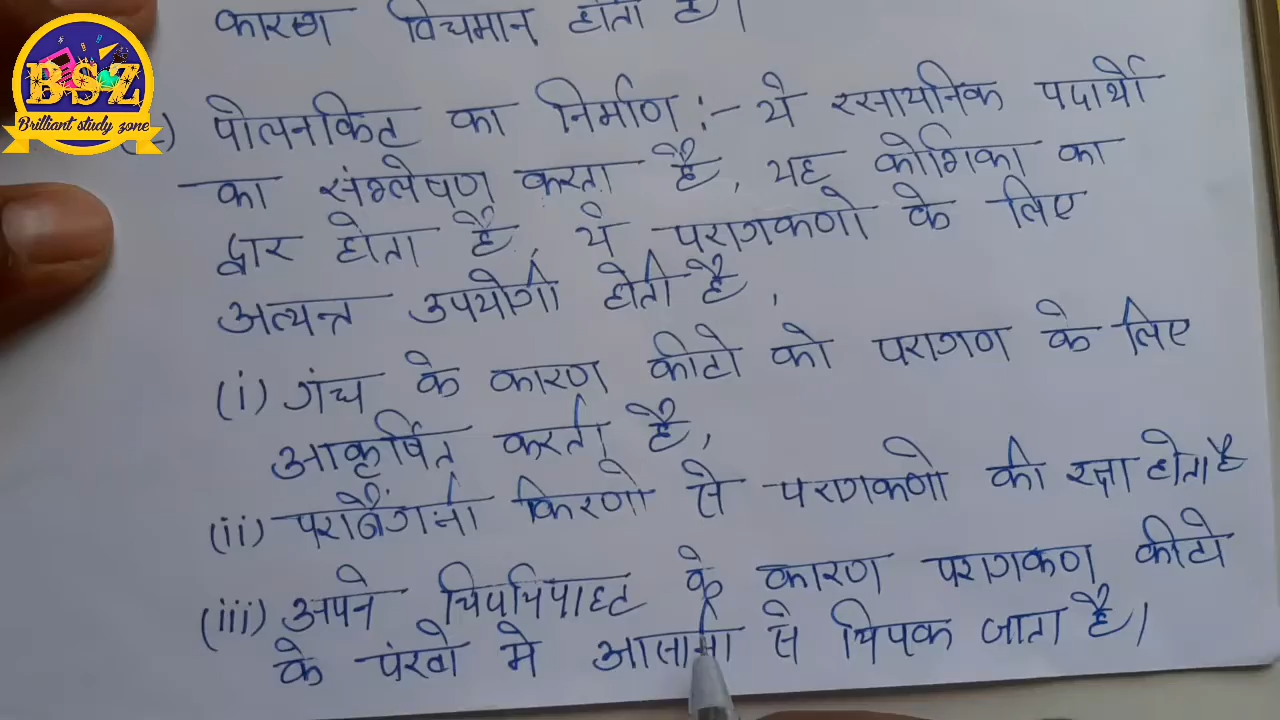 कारण विद्यमान होता है।
BSZ
Brilliant study zone
पोलनकिट का निर्माण :- ये रसायनिक पदार्थो
का संश्लेषण करता है, यह कोशिका का
द्वार होता है, ये परागकणो के लिए
अत्यन्त उपयोगी होती है,
(i) गंध के कारण कीटो को परागण के लिए
आकृर्षित करती है,
(ii) पराबैंगनी किरणो से परागकणो की रक्षा होता है
(iii) अपने चिपचिपाहट के कारण परागकण कीटो
के पंखो मे आसानी से चिपक जाता है।